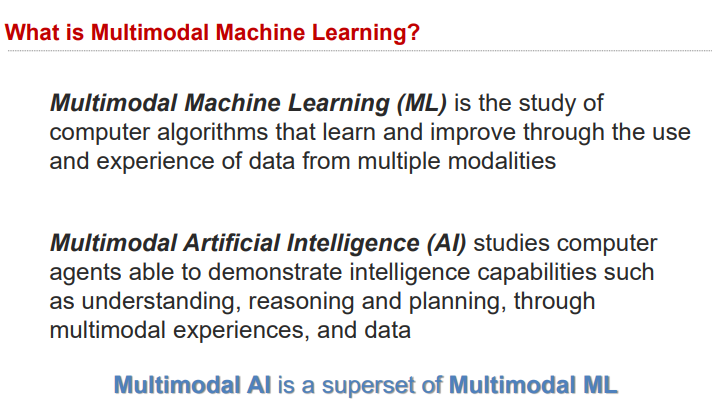 What is Multimodal Machine Learning?
Multimodal Machine Learning (ML) is the study of
computer algorithms that learn and improve through the use
and experience of data from multiple modalities
Multimodal Artificial Intelligence (AI) studies computer
agents able to demonstrate intelligence capabilities such
as understanding, reasoning and planning, through
multimodal experiences, and data
Multimodal AI is a superset of Multimodal ML